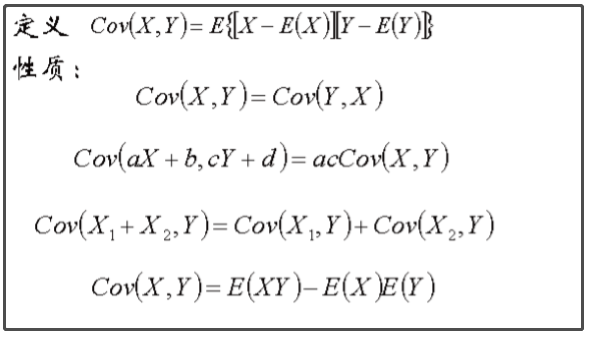 定义 Cov(X,Y)=E{[X-E(X)][Y-E(Y)]}
性质：
Cov(X,Y)=Cov(Y,X)
Cov(aX+b,cY+d)=acCov(X,Y)
Cov(X₁+X₂,Y)=Cov(X₁,Y)+Cov(X₂,Y)
Cov(X,Y)=E(XY)-E(X)E(Y)